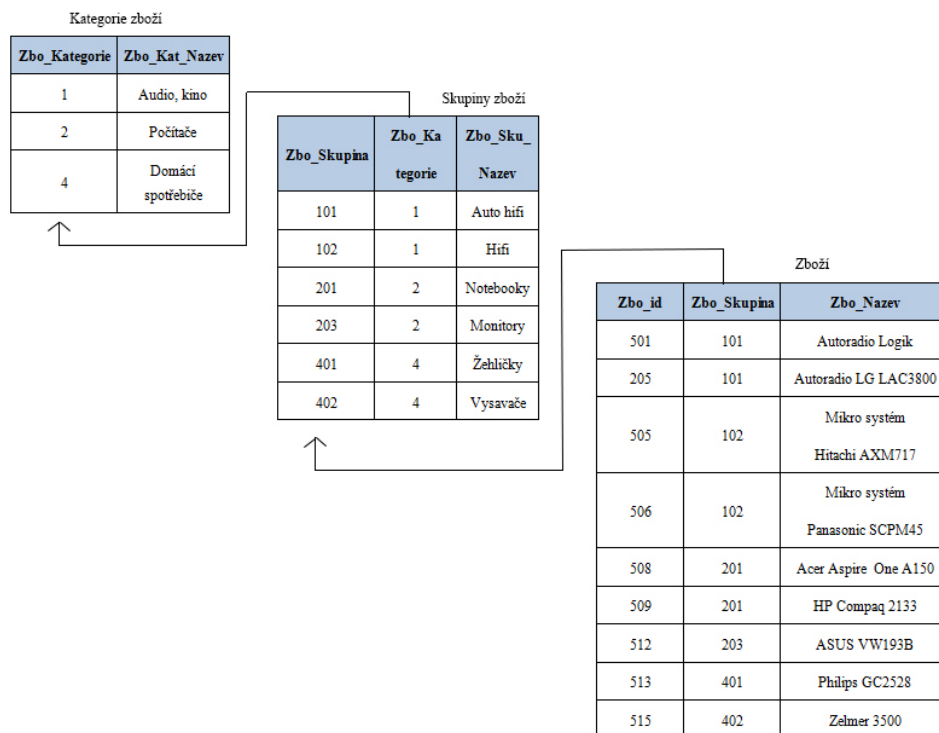 Kategorie zboží
Zbo_Kategorie Zbo_Kat_Nazev
1 Audio, kino
2 Počítače
4 Domácí
spotřebiče
Skupiny zboží
Zbo_Skupina Zbo_Ka
tegorie Zbo_Sku_
Nazev
101 1 Auto hifi
102 1 Hifi
201 2 Notebooky
203 2 Monitory
401 4 Žehličky
402 4 Vysavače
Zboží
Zbo_id Zbo_Skupina Zbo_Nazev
501 101 Autoradio Logik
205 101 Autoradio LG LAC3800
505 102 Mikro systém
Hitachi AXM717
506 102 Mikro systém
Panasonic SCPM45
508 201 Acer Aspire One A150
509 201 HP Compaq 2133
512 203 ASUS VW193B
513 401 Philips GC2528
515 402 Zelmer 3500